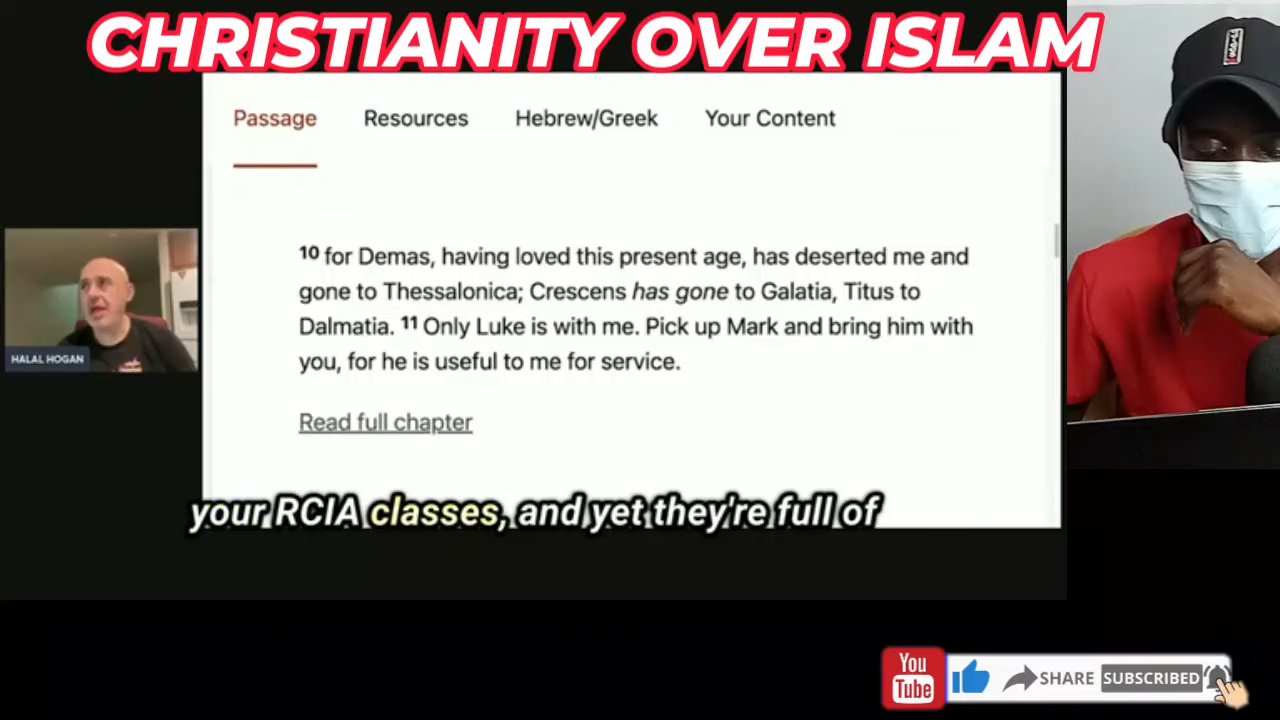 CHRISTIANITY OVER ISLAM
Passage Resources Hebrew/Greek Your Content
10 for Demas, having loved this present age, has deserted me and
gone to Thessalonica; Crescens has gone to Galatia, Titus to
Dalmatia. 11 Only Luke is with me. Pick up Mark and bring him with
you, for he is useful to me for service.
Read full chapter
HALAL HOGAN
your RCIA classes, and yet they're full of
You
Tube
SHARE SUBSCRIBED